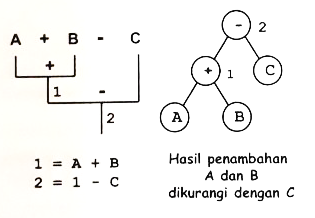 A + B - C
+
1
-
2
1 = A + B
2 = 1 - C
-
2
+
1
C
A
B
Hasil penambahan
A dan B
dikurangi dengan C